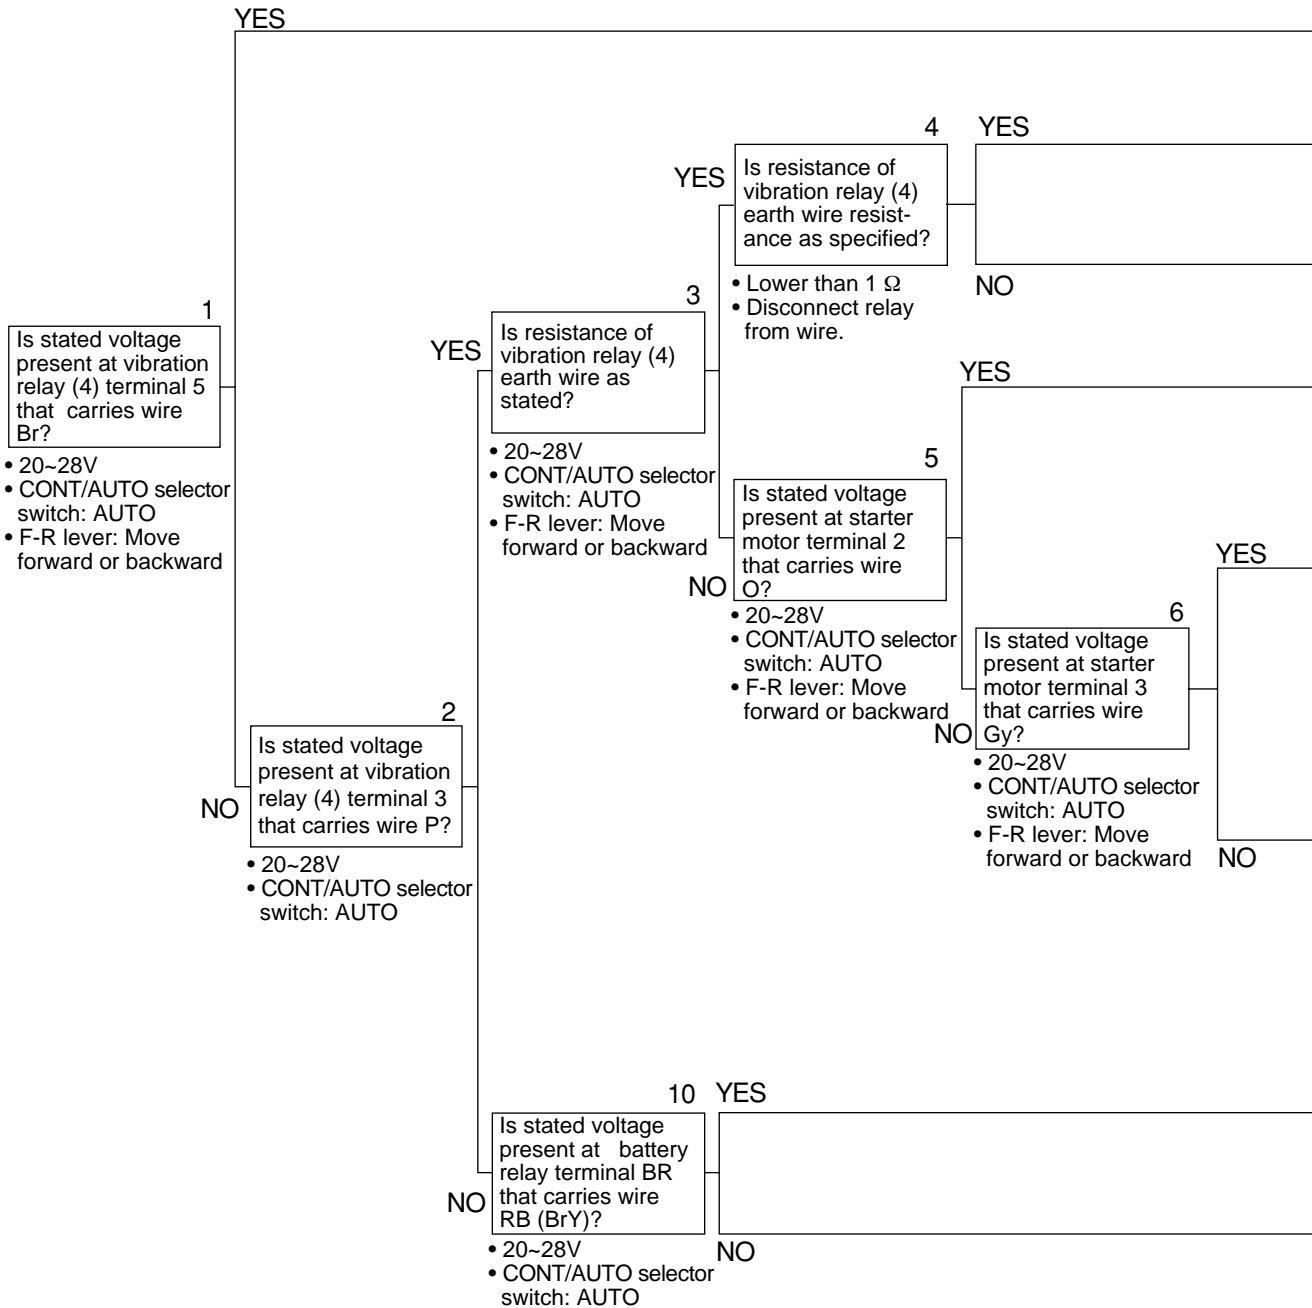 YES
4
YES
YES
Is resistance of
vibration relay (4)
earth wire resist-
ance as specified?
• Lower than 1 Ω
• Disconnect relay
from wire.
NO
1
Is stated voltage
present at vibration
relay (4) terminal 5
that carries wire
Br?
• 20~28V
• CONT/AUTO selector
switch: AUTO
• F-R lever: Move
forward or backward
3
YES
Is resistance of
vibration relay (4)
earth wire as
stated?
• 20~28V
• CONT/AUTO selector
switch: AUTO
• F-R lever: Move
forward or backward
YES
5
Is stated voltage
present at starter
motor terminal 2
that carries wire
O?
NO
• 20~28V
• CONT/AUTO selector
switch: AUTO
• F-R lever: Move
forward or backward
YES
6
Is stated voltage
present at starter
motor terminal 3
that carries wire
Gy?
NO
• 20~28V
• CONT/AUTO selector
switch: AUTO
• F-R lever: Move
forward or backward
NO
2
Is stated voltage
present at vibration
relay (4) terminal 3
that carries wire P?
NO
• 20~28V
• CONT/AUTO selector
switch: AUTO
10
YES
Is stated voltage
present at battery
relay terminal BR
that carries wire
RB (BrY)?
NO
• 20~28V
• CONT/AUTO selector
switch: AUTO
NO